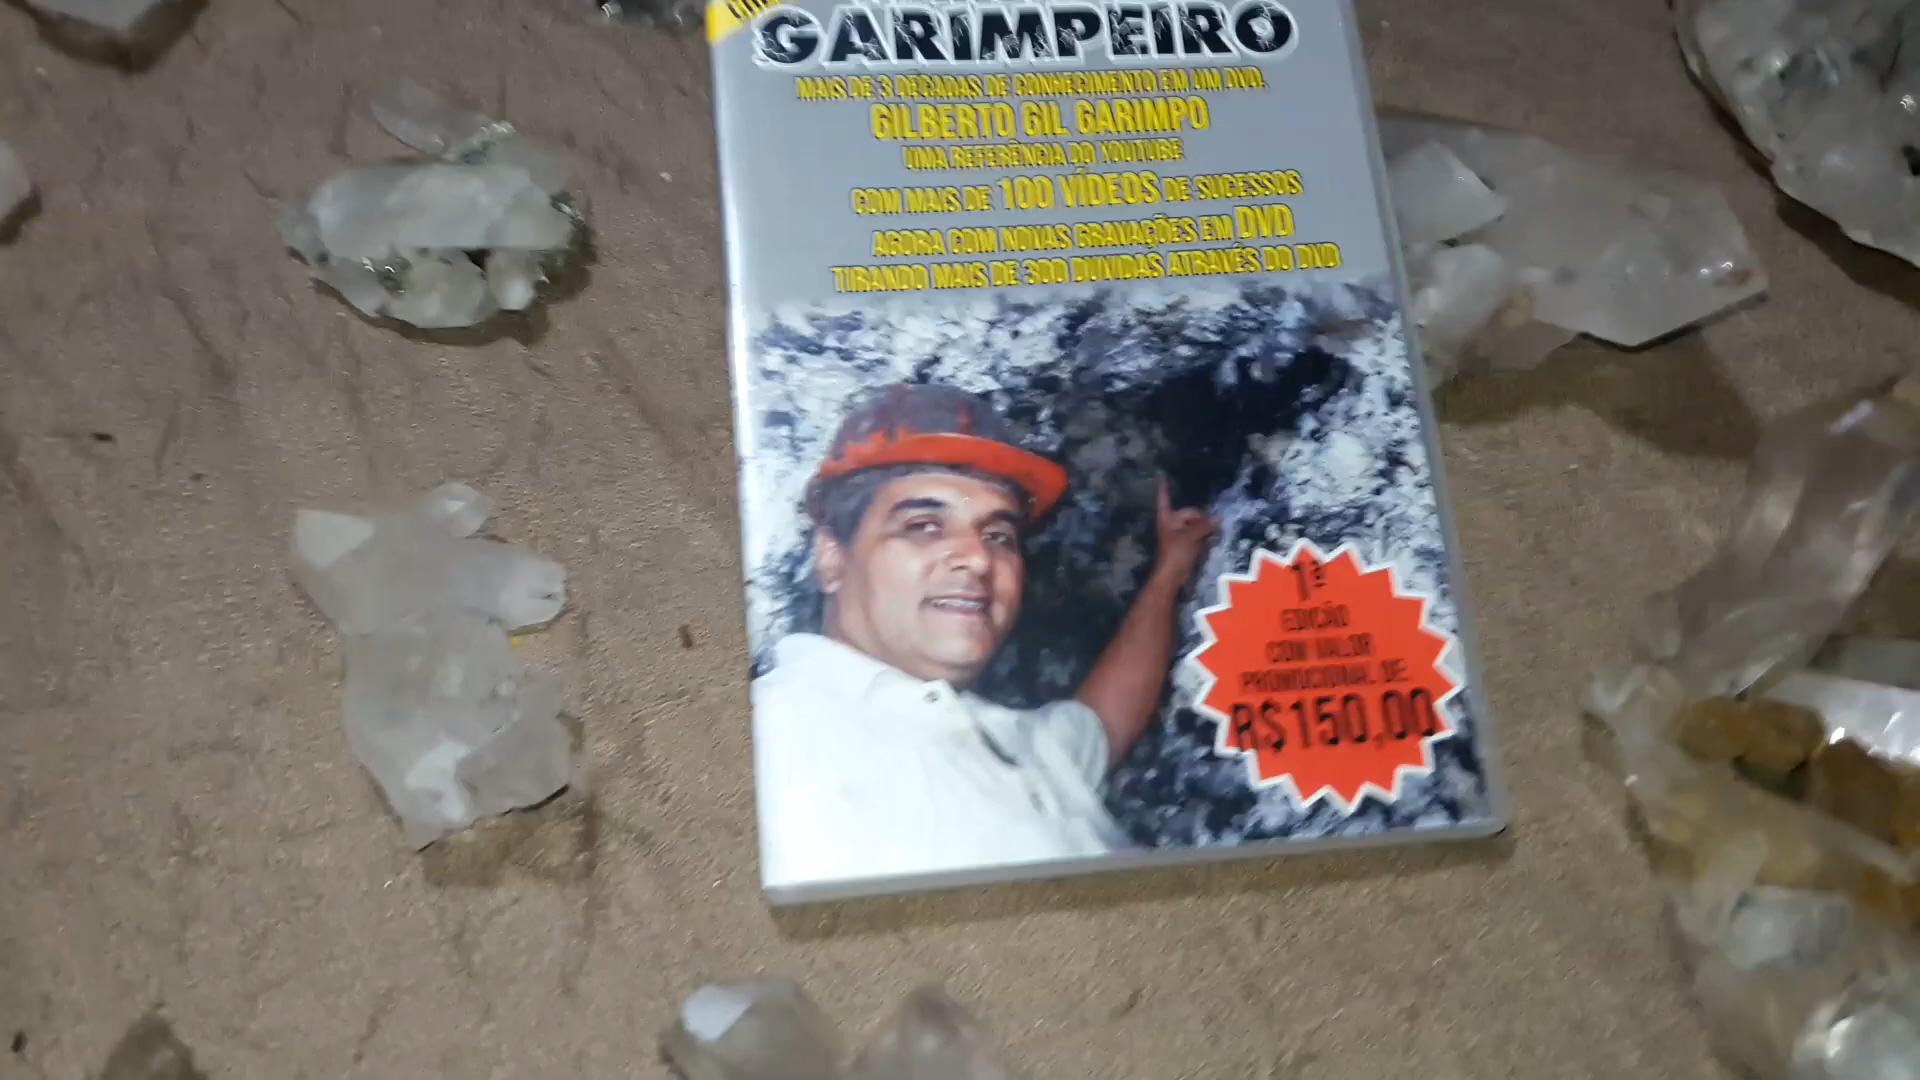 GARIMPEIRO
MAIS DE 3 DÉCADAS DE CONHECIMENTO EM UM DVD.
GILBERTO GIL GARIMPO
UMA REFERÊNCIA DO YOUTUBE
COM MAIS DE 100 VÍDEOS DE SUCESSOS
AGORA COM NOVAS GRAVAÇÕES EM DVD
TIRANDO MAIS DE 300 DUVIDAS ATRAVÉS DO DVD
1ª
EDIÇÃO
COM VALOR
PROMOCIONAL DE
R$150,00